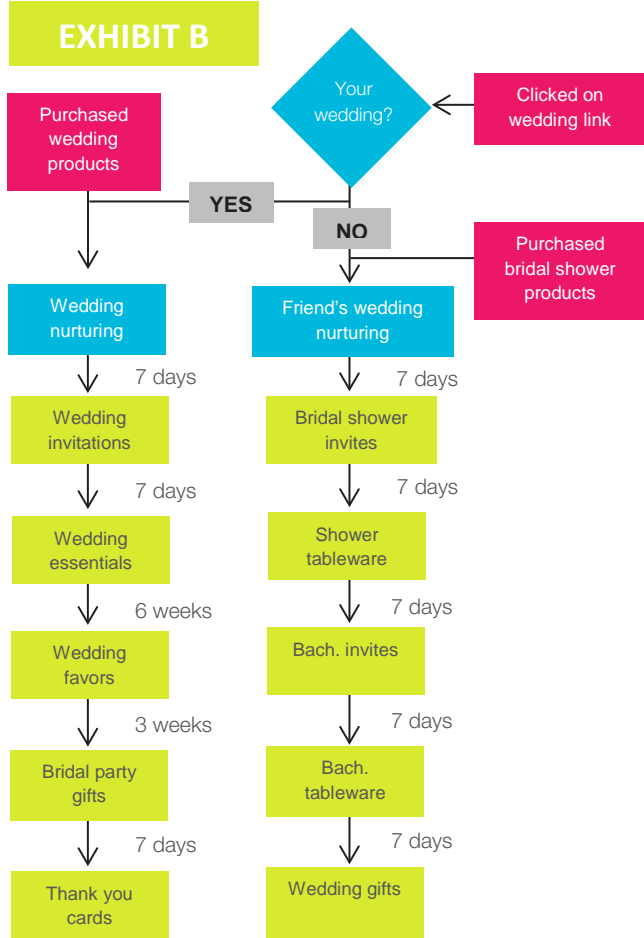 EXHIBIT B
Your
wedding?
Clicked on
wedding link
Purchased
wedding
products
YES
NO
Purchased
bridal shower
products
Wedding
nurturing
Friend's wedding
nurturing
7 days
7 days
Wedding
invitations
Bridal shower
invites
7 days
7 days
Wedding
essentials
Shower
tableware
6 weeks
7 days
Wedding
favors
Bach. invites
3 weeks
7 days
Bridal party
gifts
Bach.
tableware
7 days
7 days
Thank you
cards
Wedding gifts